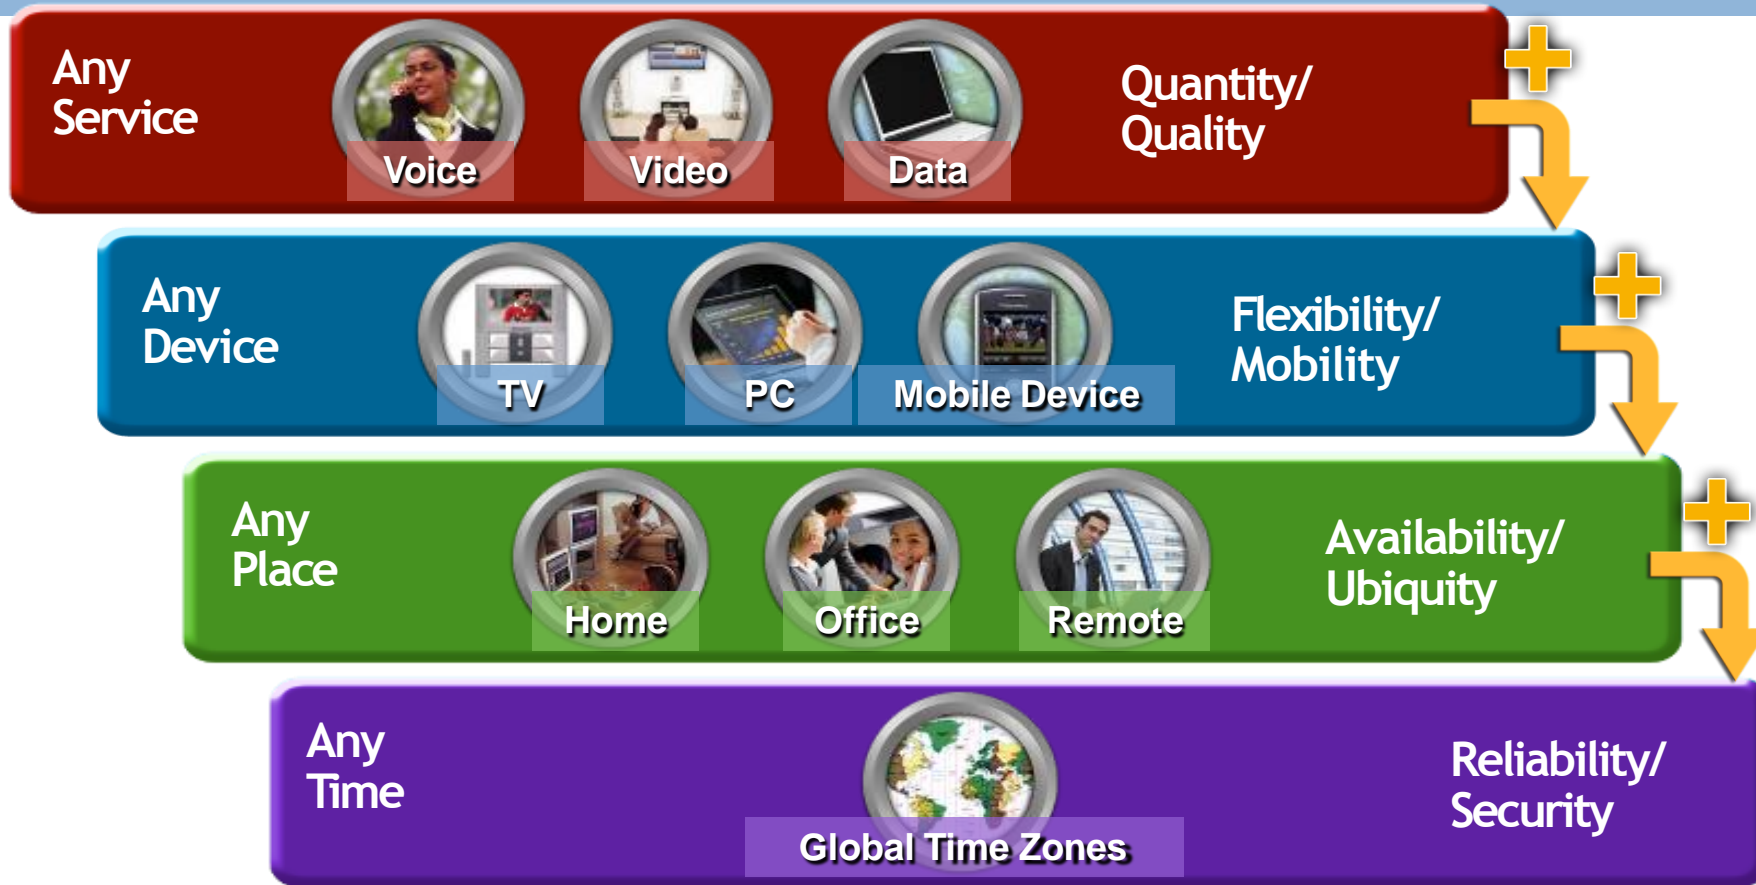 Any
Service
Voice
Video
Data
Quantity/
Quality
Any
Device
TV
PC
Mobile Device
Flexibility/
Mobility
Any
Place
Home
Office
Remote
Availability/
Ubiquity
Any
Time
Global Time Zones
Reliability/
Security